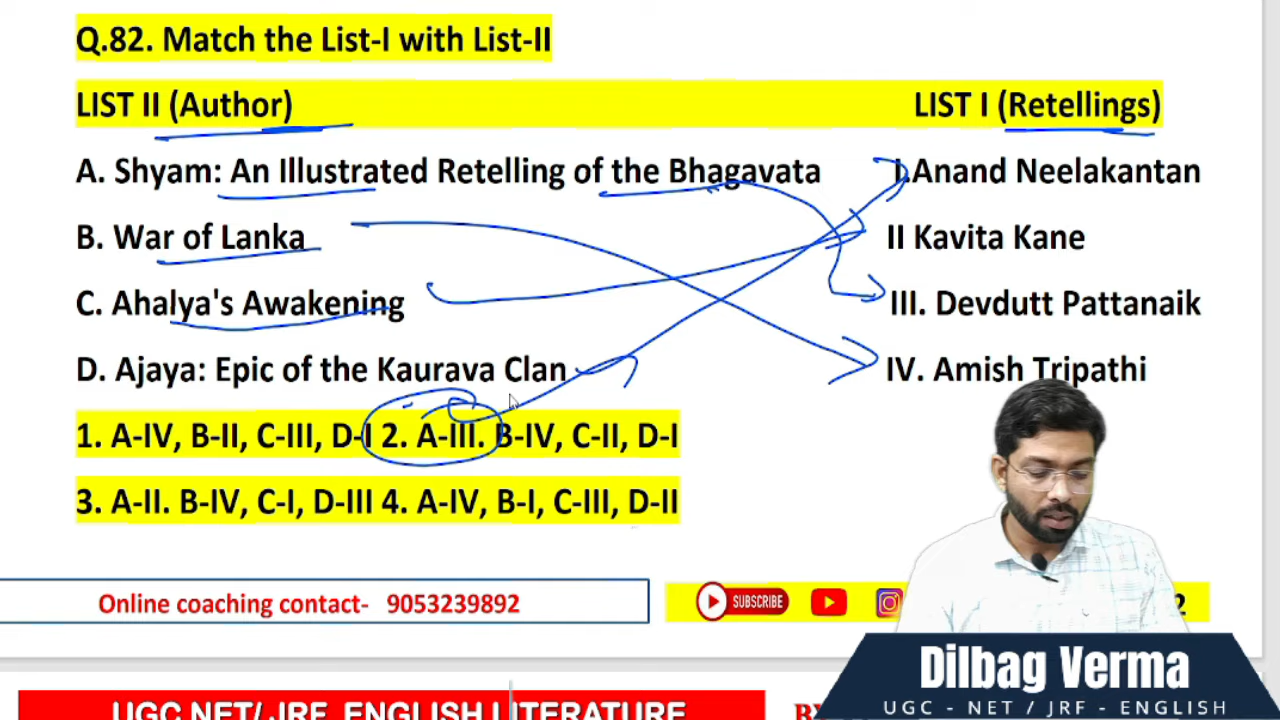 Q.82. Match the List-I with List-II
LIST II (Author) LIST I (Retellings)
A. Shyam: An Illustrated Retelling of the Bhagavata I.Anand Neelakantan
B. War of Lanka II Kavita Kane
C. Ahalya's Awakening III. Devdutt Pattanaik
D. Ajaya: Epic of the Kaurava Clan IV. Amish Tripathi
1. A-IV, B-II, C-III, D-I 2. A-III. B-IV, C-II, D-I
3. A-II. B-IV, C-I, D-III 4. A-IV, B-I, C-III, D-II
Online coaching contact- 9053239892
SUBSCRIBE
Dilbag Verma
UGC - NET / JRF - ENGLISH
UGC NET/ JRF ENGLISH LITERATURE